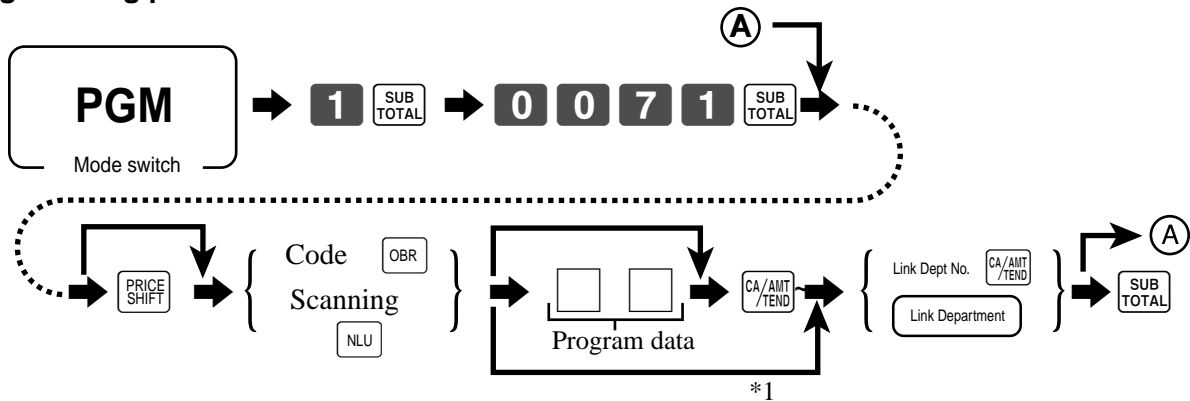 A
PGM
Mode switch
1 SUB TOTAL 0 0 7 1 SUB TOTAL
PRICE SHIFT
Code OBR
Scanning
NLU
Program data
CA/AMT /TEND ~
Link Dept No. CA/AMT /TEND
Link Department
A
SUB TOTAL
*1